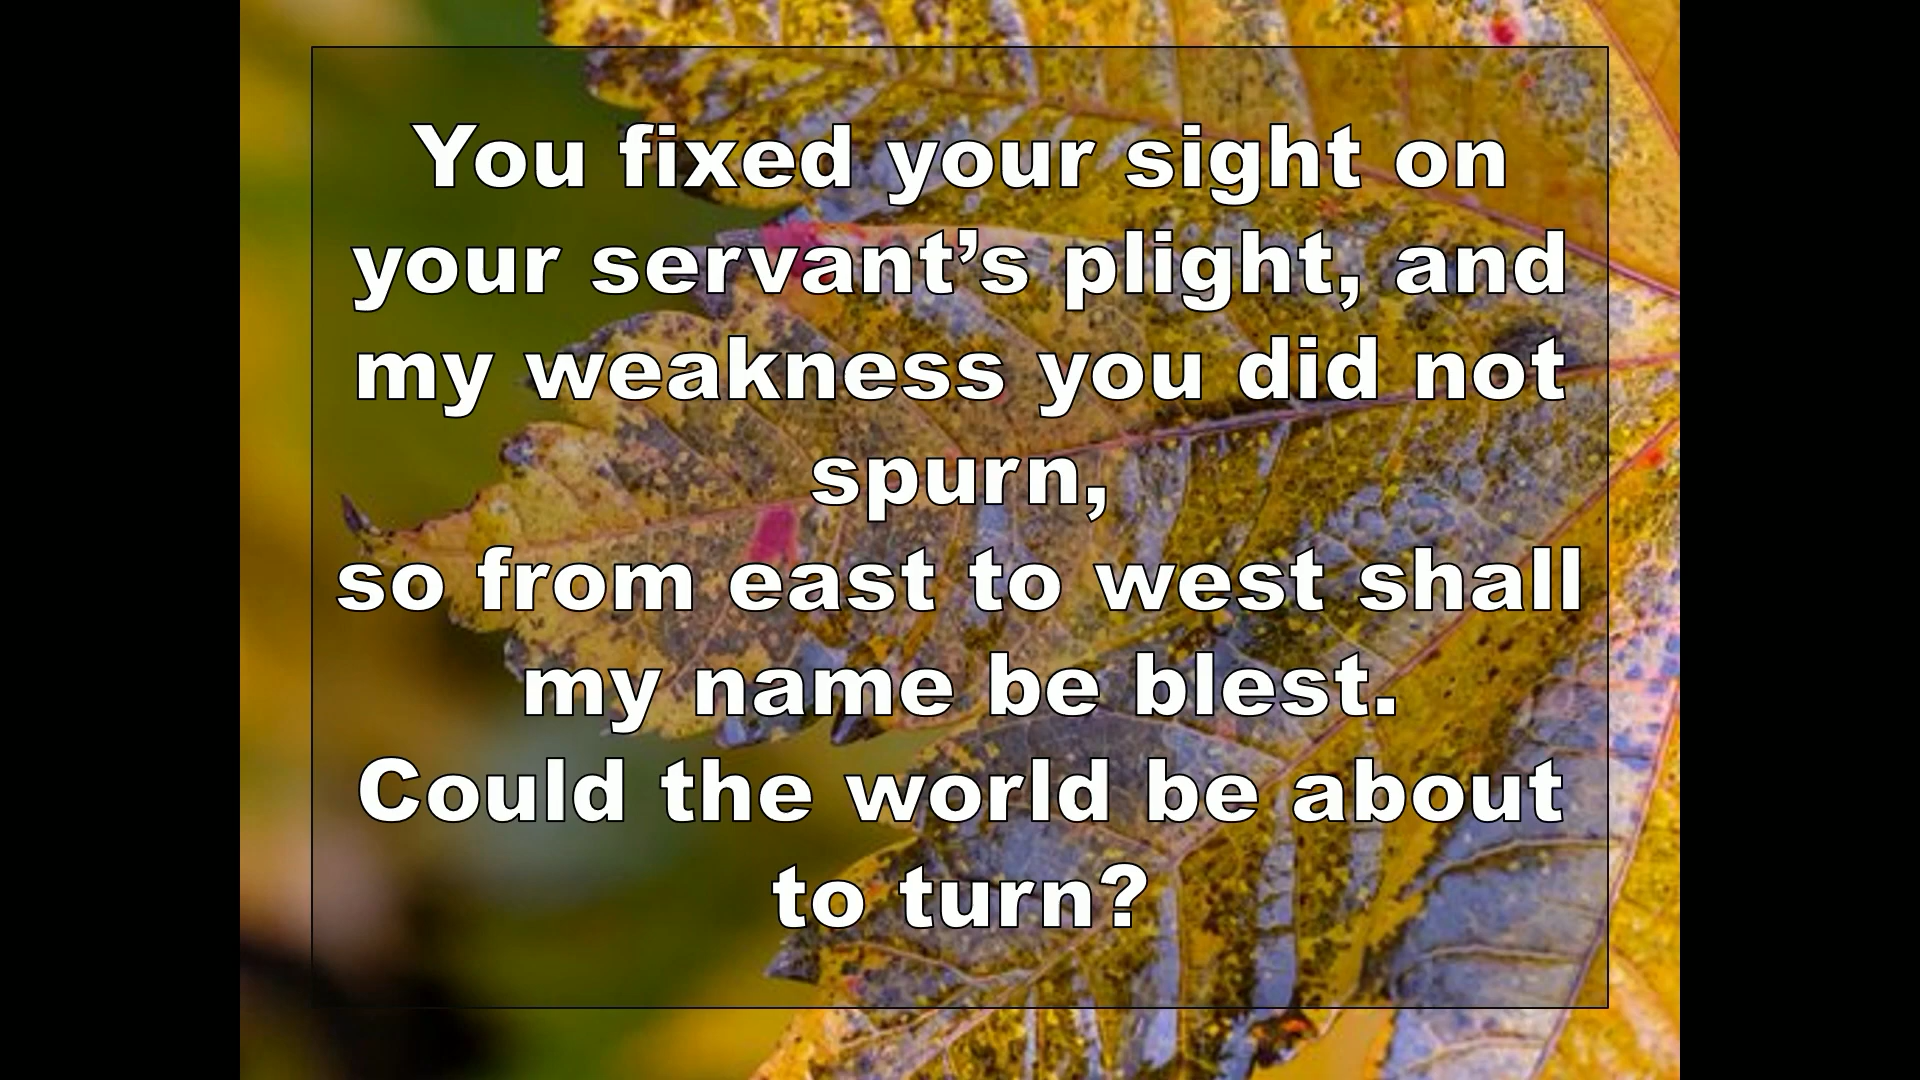 You fixed your sight on
your servant’s plight, and
my weakness you did not
spurn,
so from east to west shall
my name be blest.
Could the world be about
to turn?